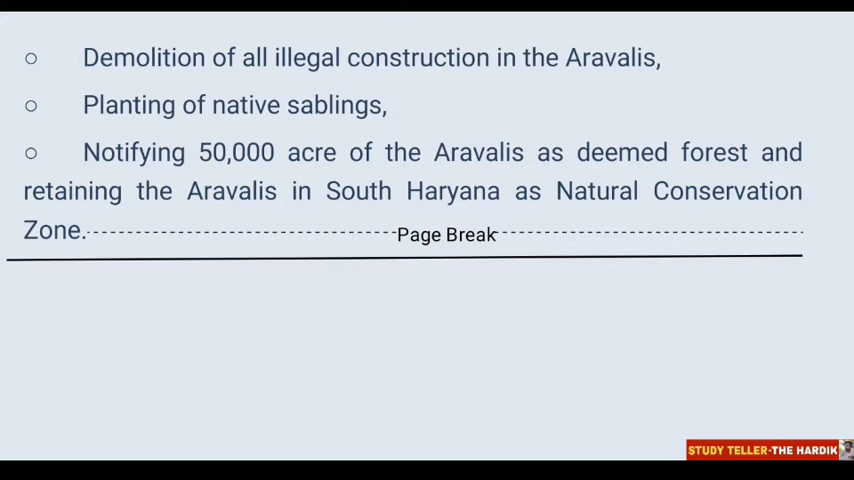 ○ Demolition of all illegal construction in the Aravalis,
○ Planting of native sablings,
○ Notifying 50,000 acre of the Aravalis as deemed forest and
retaining the Aravalis in South Haryana as Natural Conservation
Zone.
Page Break
STUDY TELLER-THE HARDIK